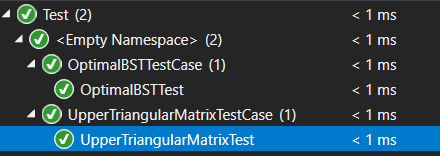 Test (2) < 1 ms
<Empty Namespace> (2) < 1 ms
OptimalBSTTestCase (1) < 1 ms
OptimalBSTTest < 1 ms
UpperTriangularMatrixTestCase (1) < 1 ms
UpperTriangularMatrixTest < 1 ms